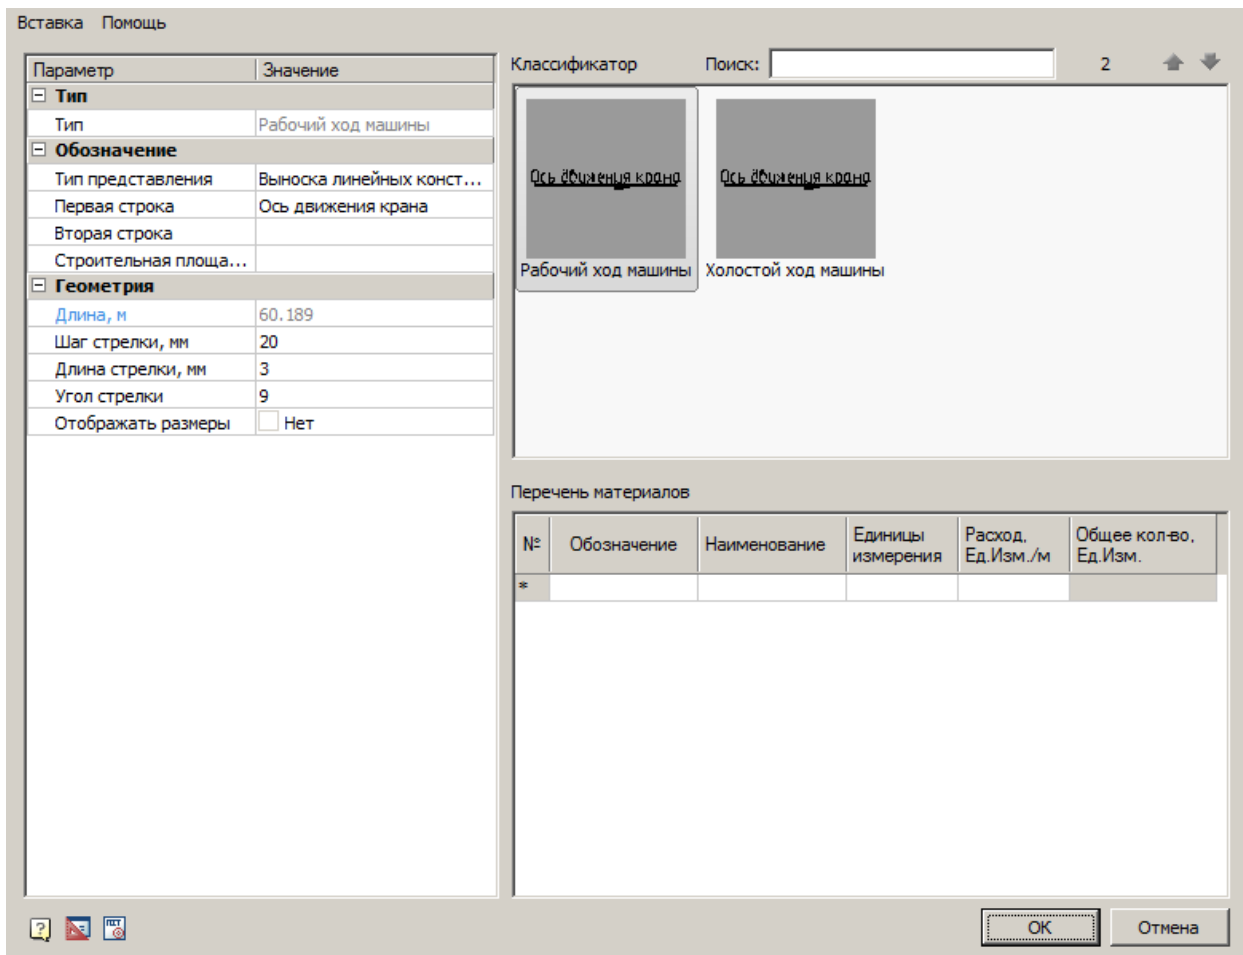 Вставка Помощь
Параметр Значение
Тип
Тип Рабочий ход машины
Обозначение
Тип представления Выноска линейных конст...
Первая строка Ось движения крана
Вторая строка
Строительная площа...
Геометрия
Длина, м 60.189
Шаг стрелки, мм 20
Длина стрелки, мм 3
Угол стрелки 9
Отображать размеры Нет
Классификатор Поиск: 2
Ось движения крана Ось движения крана
Рабочий ход машины Холостой ход машины
Перечень материалов
№ Обозначение Наименование Единицы измерения Расход, Ед.Изм./м Общее кол-во, Ед.Изм.
*
OK Отмена